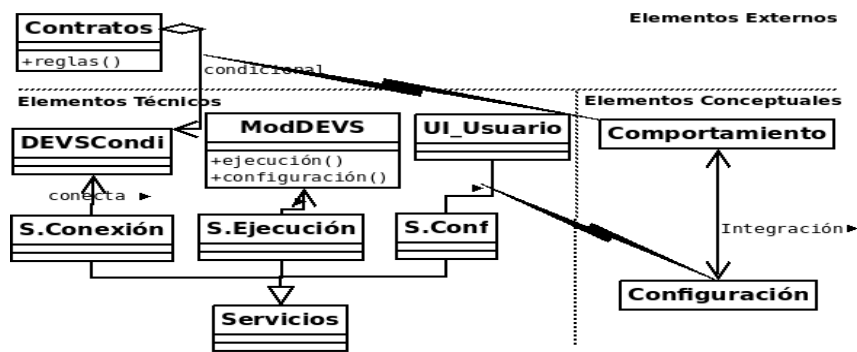 Contratos
Elementos Externos
+reglas()
condicional
Elementos Técnicos
Elementos Conceptuales
ModDEVS
UI_Usuario
DEVSCondi
Comportamiento
+ejecución()
+configuración()
conecta
S.Conexión
S.Ejecución
S.Conf
Integración
Configuración
Servicios